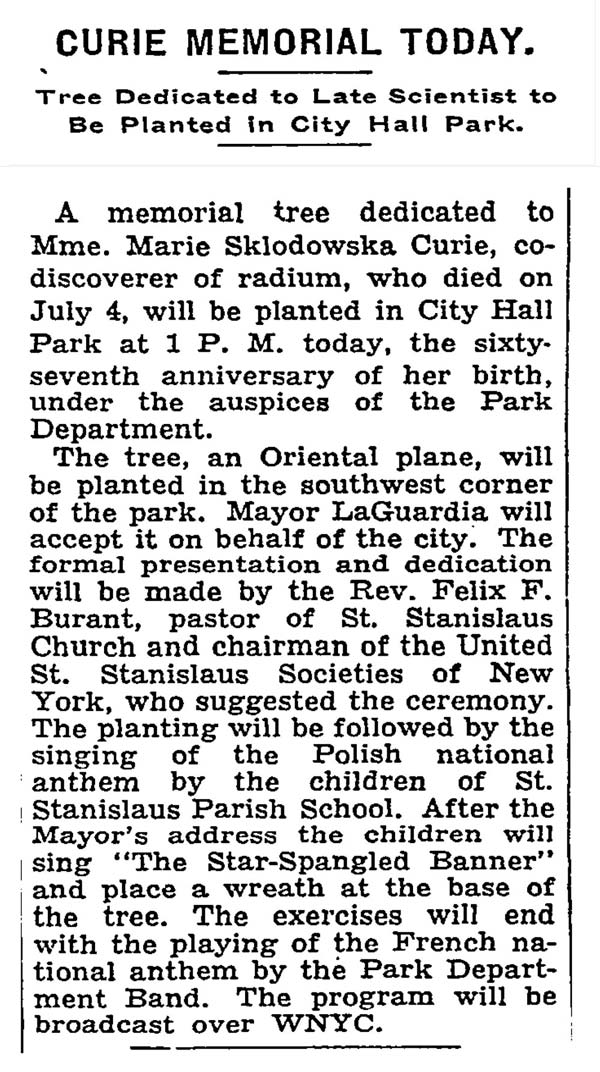 CURIE MEMORIAL TODAY.
Tree Dedicated to Late Scientist to
Be Planted in City Hall Park.
A memorial tree dedicated to
Mme. Marie Sklodowska Curie, co-
discoverer of radium, who died on
July 4, will be planted in City Hall
Park at 1 P. M. today, the sixty-
seventh anniversary of her birth,
under the auspices of the Park
Department.
The tree, an Oriental plane, will
be planted in the southwest corner
of the park. Mayor LaGuardia will
accept it on behalf of the city. The
formal presentation and dedication
will be made by the Rev. Felix F.
Burant, pastor of St. Stanislaus
Church and chairman of the United
St. Stanislaus Societies of New
York, who suggested the ceremony.
The planting will be followed by the
singing of the Polish national
anthem by the children of St.
Stanislaus Parish School. After the
Mayor's address the children will
sing "The Star-Spangled Banner"
and place a wreath at the base of
the tree. The exercises will end
with the playing of the French na-
tional anthem by the Park Depart-
ment Band. The program will be
broadcast over WNYC.